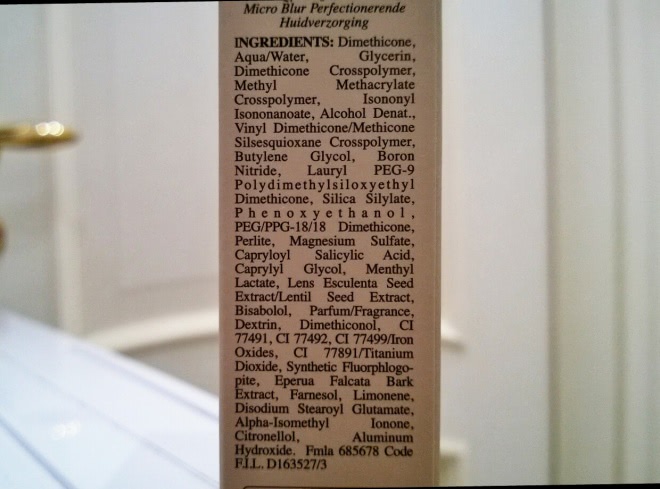 Micro Blur Perfectionerende
Huidverzorging
INGREDIENTS: Dimethicone,
Aqua/Water, Glycerin,
Dimethicone Crosspolymer,
Methyl Methacrylate
Crosspolymer, Isononyl
Isononanoate, Alcohol Denat.,
Vinyl Dimethicone/Methicone
Silsesquioxane Crosspolymer,
Butylene Glycol, Boron
Nitride, Lauryl PEG-9
Polydimethylsiloxyethyl
Dimethicone, Silica Silylate,
Phenoxyethanol,
PEG/PPG-18/18 Dimethicone,
Perlite, Magnesium Sulfate,
Capryloyl Salicylic Acid,
Caprylyl Glycol, Menthyl
Lactate, Lens Esculenta Seed
Extract/Lentil Seed Extract,
Bisabolol, Parfum/Fragrance,
Dextrin, Dimethiconol, CI
77491, CI 77492, CI 77499/Iron
Oxides, CI 77891/Titanium
Dioxide, Synthetic Fluorphlogo-
pite, Eperua Falcata Bark
Extract, Farnesol, Limonene,
Disodium Stearoyl Glutamate,
Alpha-Isomethyl Ionone,
Citronellol, Aluminum
Hydroxide. Fmla 685678 Code
F.I.L. D163527/3